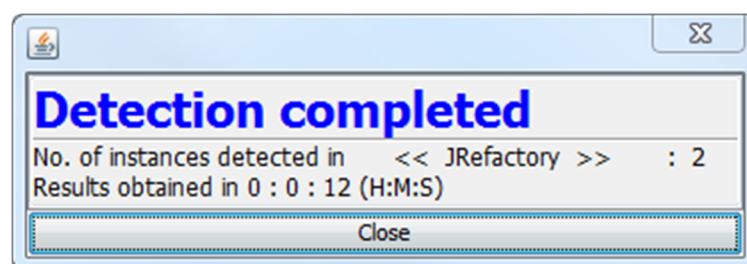 Detection completed
No. of instances detected in << JRefactory >> : 2
Results obtained in 0 : 0 : 12 (H:M:S)
Close